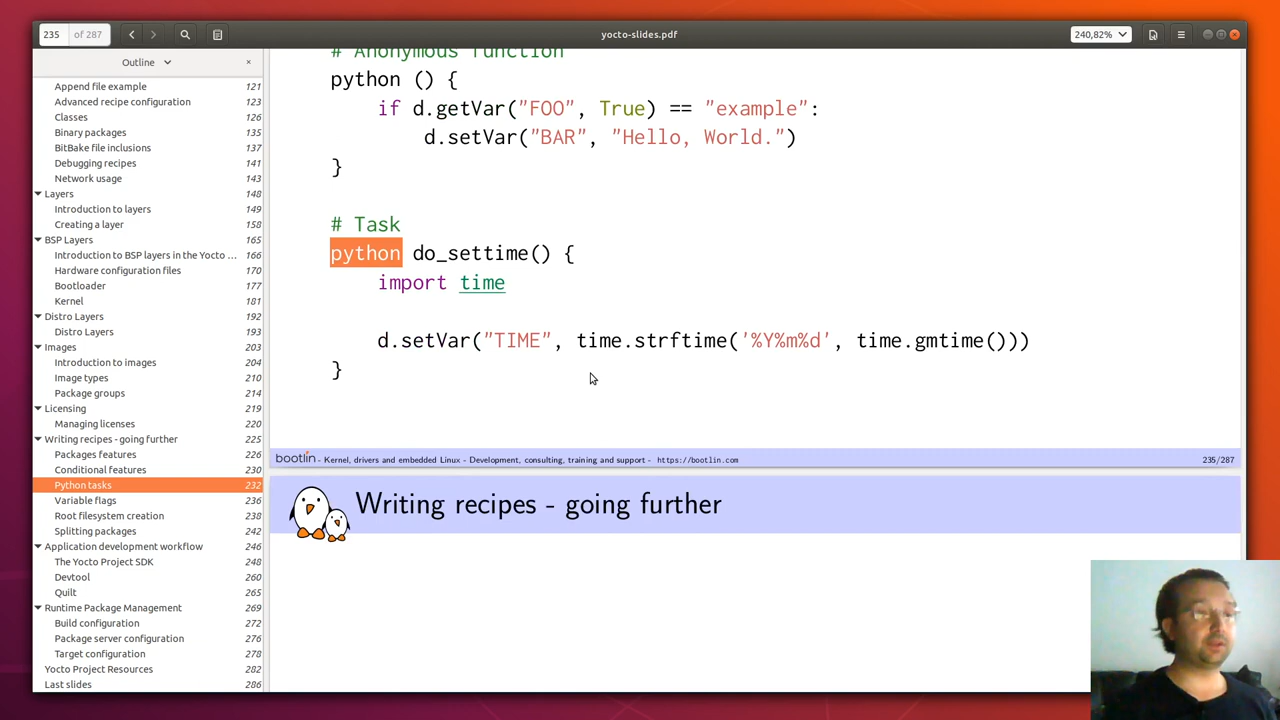 235 of 287
yocto-slides.pdf
240,82%
Outline
Append file example 121
Advanced recipe configuration 123
Classes 126
Binary packages 135
BitBake file inclusions 137
Debugging recipes 141
Network usage 143
Layers 148
Introduction to layers 149
Creating a layer 158
BSP Layers 165
Introduction to BSP layers in the Yocto ... 166
Hardware configuration files 170
Bootloader 177
Kernel 181
Distro Layers 192
Distro Layers 193
Images 203
Introduction to images 204
Image types 210
Package groups 214
Licensing 219
Managing licenses 220
Writing recipes - going further 225
Packages features 226
Conditional features 230
Python tasks 232
Variable flags 236
Root filesystem creation 238
Splitting packages 242
Application development workflow 246
The Yocto Project SDK 248
Devtool 260
Quilt 265
Runtime Package Management 269
Build configuration 272
Package server configuration 276
Target configuration 278
Yocto Project Resources 282
Last slides 286
# Anonymous function
python () {
if d.getVar("FOO", True) == "example":
d.setVar("BAR", "Hello, World.")
}
# Task
python do_settime() {
import time
d.setVar("TIME", time.strftime('%Y%m%d', time.gmtime()))
}
bootlin - Kernel, drivers and embedded Linux - Development, consulting, training and support - https://bootlin.com 235/287
Writing recipes - going further